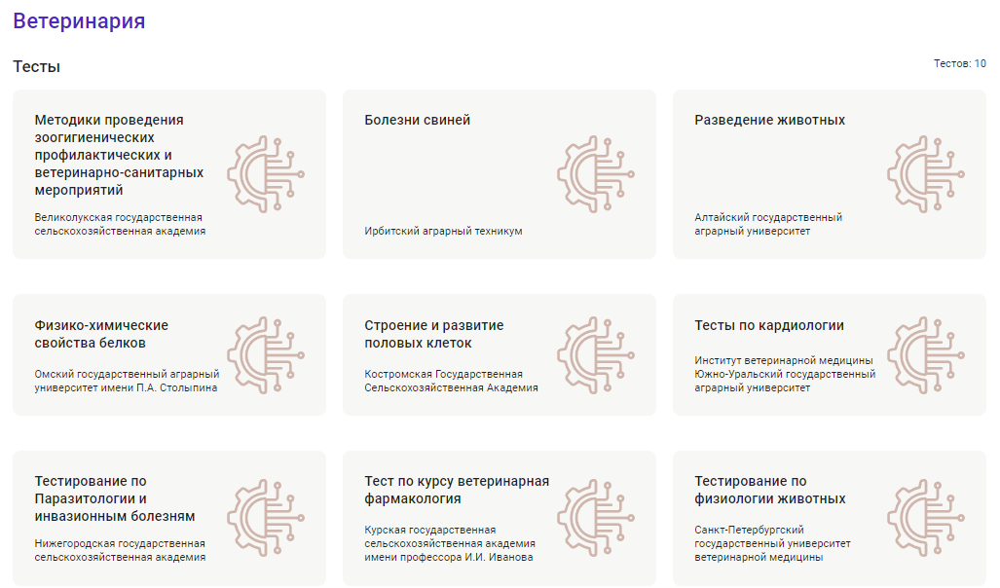 Ветеринария
Тесты
Тестов: 10
Методики проведения
зоогигиенических
профилактических и
ветеринарно-санитарных
мероприятий
Великолукская государственная
сельскохозяйственная академия
Болезни свиней
Ирбитский аграрный техникум
Разведение животных
Алтайский государственный
аграрный университет
Физико-химические
свойства белков
Омский государственный аграрный
университет имени П.А. Столыпина
Строение и развитие
половых клеток
Костромская Государственная
Сельскохозяйственная Академия
Тесты по кардиологии
Институт ветеринарной медицины
Южно-Уральский государственный
аграрный университет
Тестирование по
Паразитологии и
инвазионным болезням
Нижегородская государственная
сельскохозяйственная академия
Тест по курсу ветеринарная
фармакология
Курская государственная
сельскохозяйственная академия
имени профессора И.И. Иванова
Тестирование по
физиологии животных
Санкт-Петербургский
государственный университет
ветеринарной медицины